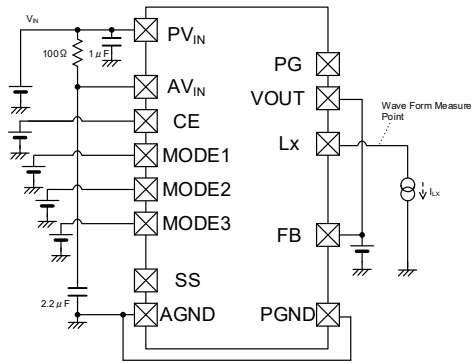 VIN
100Ω
1μF
PVIN
AVIN
CE
MODE1
MODE2
MODE3
SS
2.2μF
AGND
PG
VOUT
Wave Form Measure
Point
Lx
ILX
FB
PGND